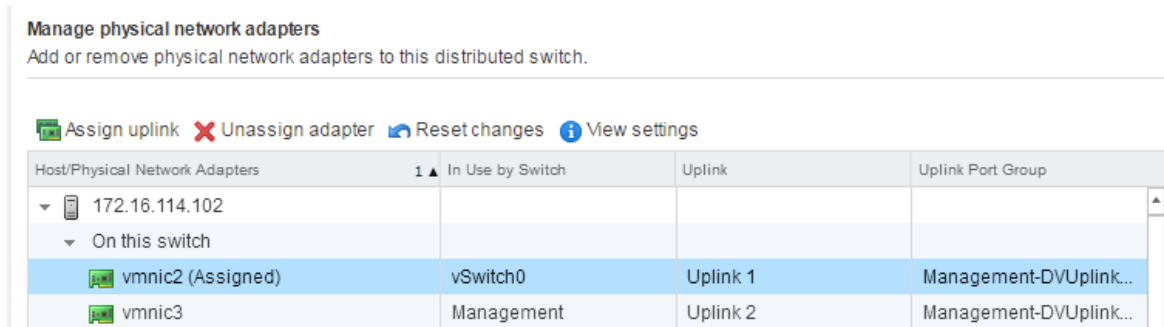 Manage physical network adapters
Add or remove physical network adapters to this distributed switch.
Assign uplink Unassign adapter Reset changes View settings
Host/Physical Network Adapters 1 ▲ In Use by Switch Uplink Uplink Port Group
172.16.114.102
On this switch
vmnic2 (Assigned) vSwitch0 Uplink 1 Management-DVUplink...
vmnic3 Management Uplink 2 Management-DVUplink...